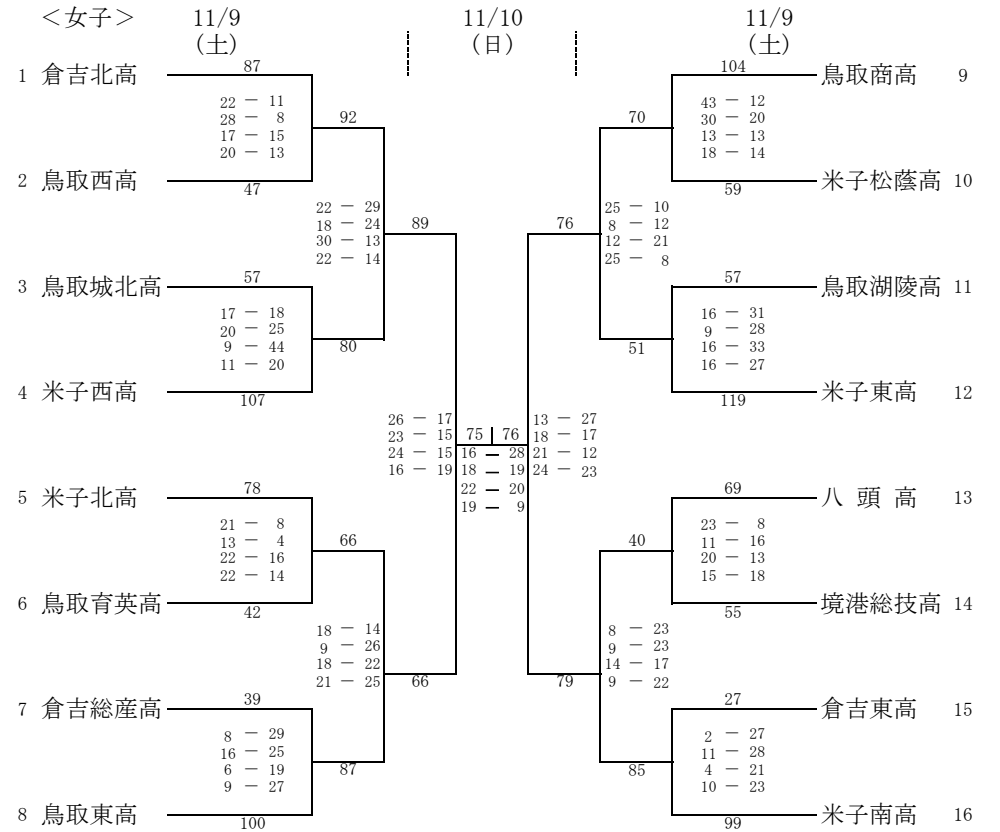 ＜女子＞ 11/9 11/10 11/9
(土) (日) (土)
87 104
1 倉吉北高 鳥取商高 9
22 － 11 43 － 12
28 － 8 92 70 30 － 20
17 － 15 13 － 13
20 － 13 18 － 14
2 鳥取西高 米子松蔭高 10
47 59
22 － 29 25 － 10
18 － 24 89 76 8 － 12
30 － 13 12 － 21
22 － 14 25 － 8
57 57
3 鳥取城北高 鳥取湖陵高 11
17 － 18 16 － 31
20 － 25 9 － 28
9 － 44 80 51 16 － 33
11 － 20 16 － 27
4 米子西高 米子東高 12
107 119
26 － 17 13 － 27
23 － 15 75 76 18 － 17
24 － 15 16 － 28 21 － 12
16 － 19 18 － 19 24 － 23
22 － 20
19 － 9
78 69
5 米子北高 八頭高 13
21 － 8 23 － 8
13 － 4 66 40 11 － 16
22 － 16 20 － 13
22 － 14 15 － 18
6 鳥取育英高 境港総技高 14
42 55
18 － 14 8 － 23
9 － 26 9 － 23
18 － 22 14 － 17
21 － 25 66 79 9 － 22
39 27
7 倉吉総産高 倉吉東高 15
8 － 29 2 － 27
16 － 25 11 － 28
6 － 19 87 85 4 － 21
9 － 27 10 － 23
8 鳥取東高 米子南高 16
100 99